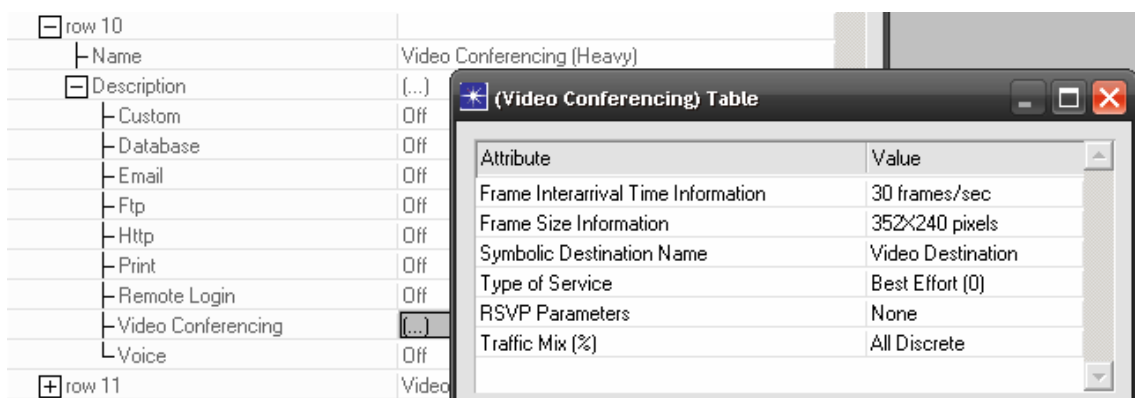 row 10
Name Video Conferencing (Heavy)
Description (...)
Custom Off
Database Off
Email Off
Ftp Off
Http Off
Print Off
Remote Login Off
Video Conferencing (...)
Voice Off
row 11 Video
(Video Conferencing) Table
Attribute Value
Frame Interarrival Time Information 30 frames/sec
Frame Size Information 352X240 pixels
Symbolic Destination Name Video Destination
Type of Service Best Effort (0)
RSVP Parameters None
Traffic Mix (%) All Discrete